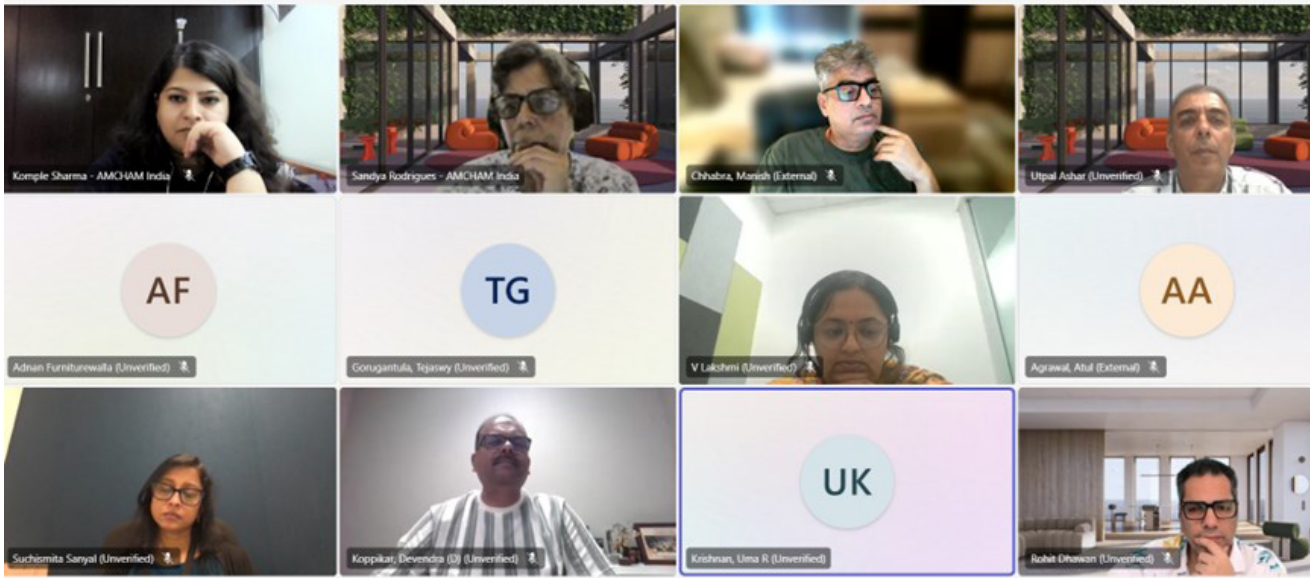 Komple Sharma - AMCHAM India
Sandya Rodrigues - AMCHAM India
Chhabra, Manish (External)
Utpal Ashar (Unverified)
AF
Adnan Furniturewalla (Unverified)
TG
Gorugantula, Tejaswy (Unverified)
V Lakshmi (Unverified)
AA
Agrawal, Atul (External)
Suchismita Sanyal (Unverified)
Koppikar, Devendra (D) (Unverified)
UK
Krishnan, Uma R (Unverified)
Rohit Dhawan (Unverified)